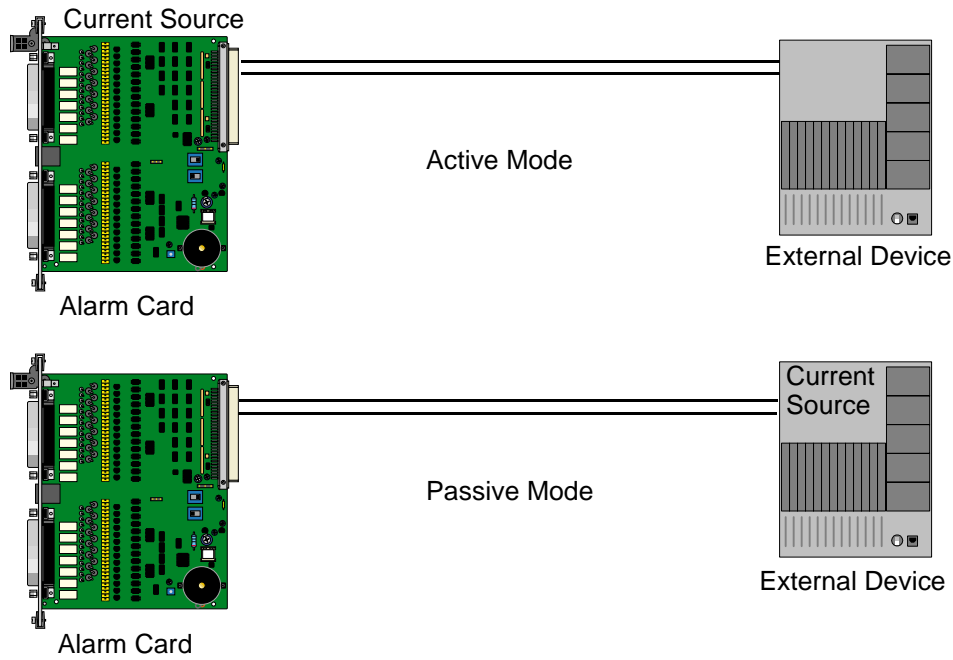 Current Source
Active Mode
External Device
Alarm Card
Current
Source
Passive Mode
External Device
Alarm Card